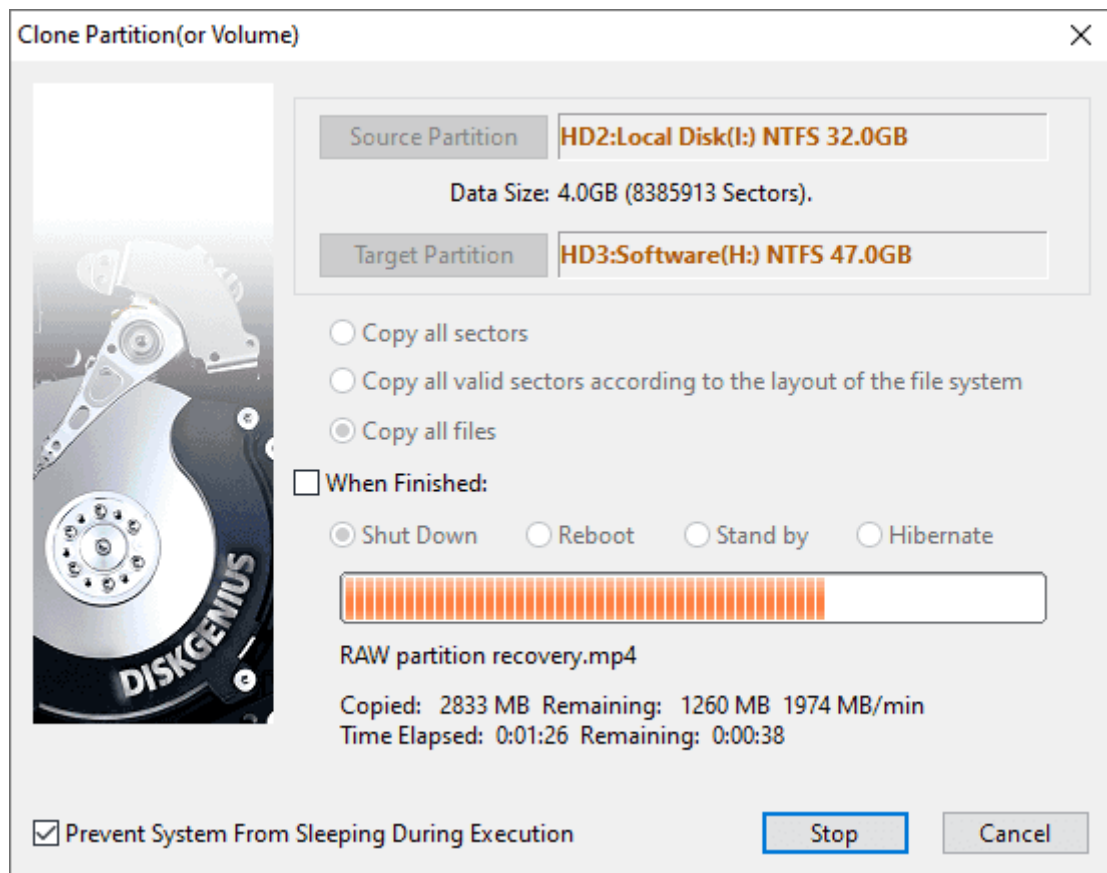 Clone Partition(or Volume)
Source Partition HD2:Local Disk(I:) NTFS 32.0GB
Data Size: 4.0GB (8385913 Sectors).
Target Partition HD3:Software(H:) NTFS 47.0GB
Copy all sectors
Copy all valid sectors according to the layout of the file system
Copy all files
When Finished:
Shut Down Reboot Stand by Hibernate
DISKGENIUS
RAW partition recovery.mp4
Copied: 2833 MB Remaining: 1260 MB 1974 MB/min
Time Elapsed: 0:01:26 Remaining: 0:00:38
Prevent System From Sleeping During Execution Stop Cancel